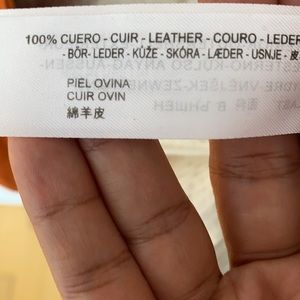 100% CUERO - CUIR - LEATHER - COURO - LEDER
- BŐR- LEDER - KŮŽE - SKÓRA - LÆDER - USNJE - 皮
PIEL OVINA
CUIR OVIN
綿羊皮